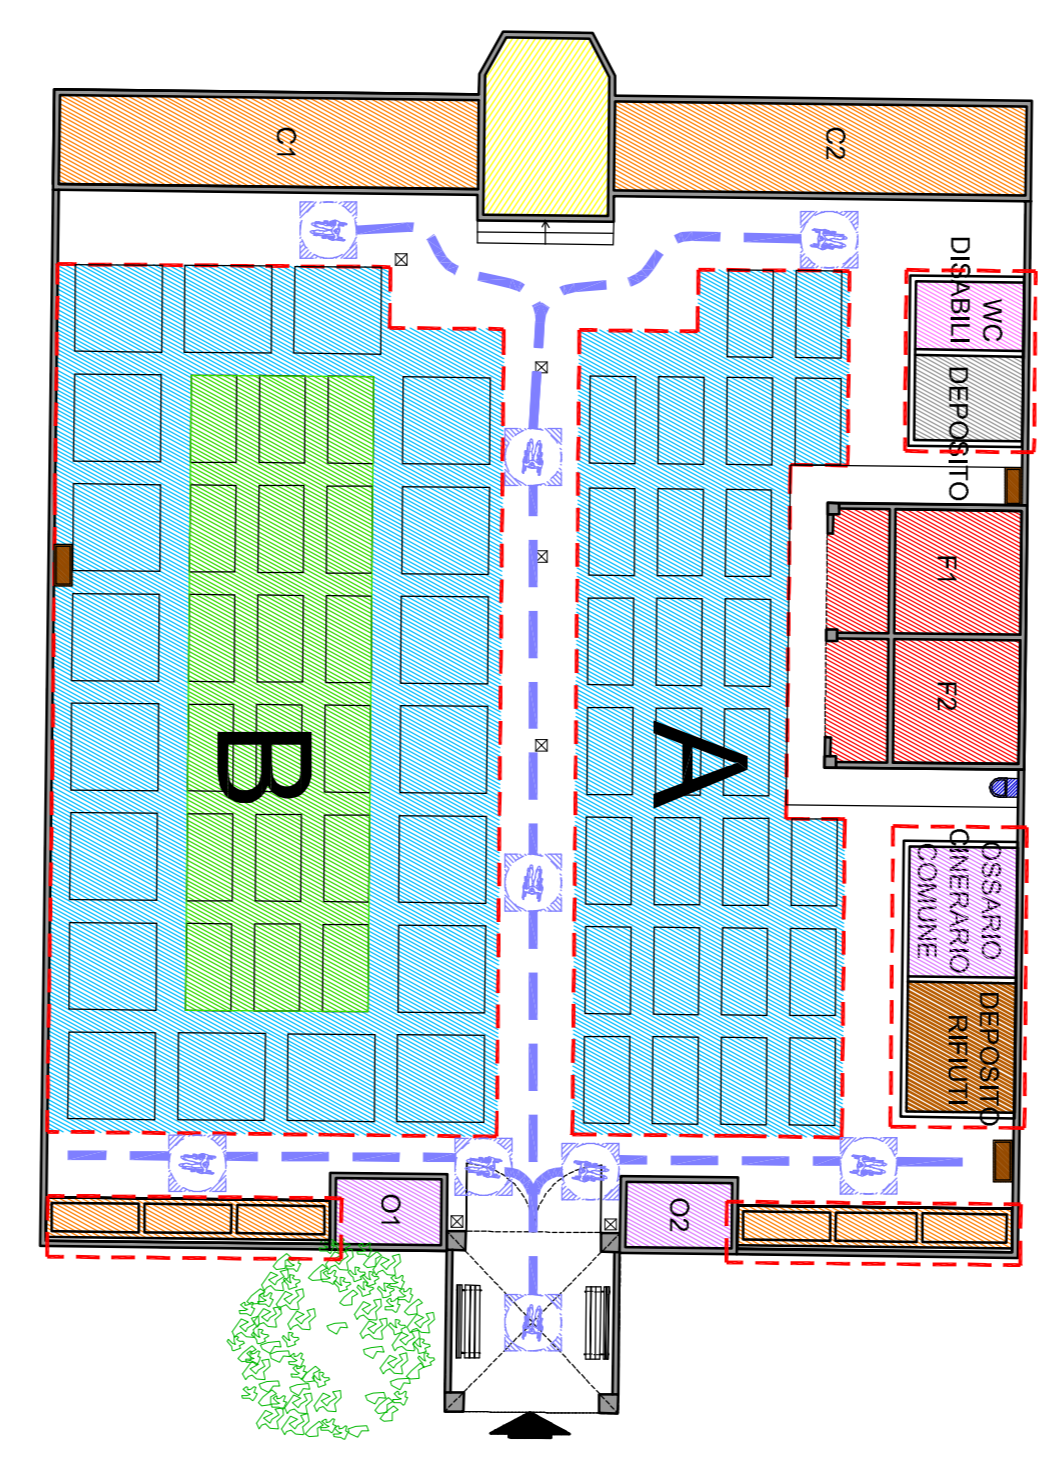 C1
C2
WC
DISABILI
DEPOSITO
F1
F2
B
A
OSSARIO
CINERARIO
COMUNE
DEPOSITO
RIFIUTI
O1
O2